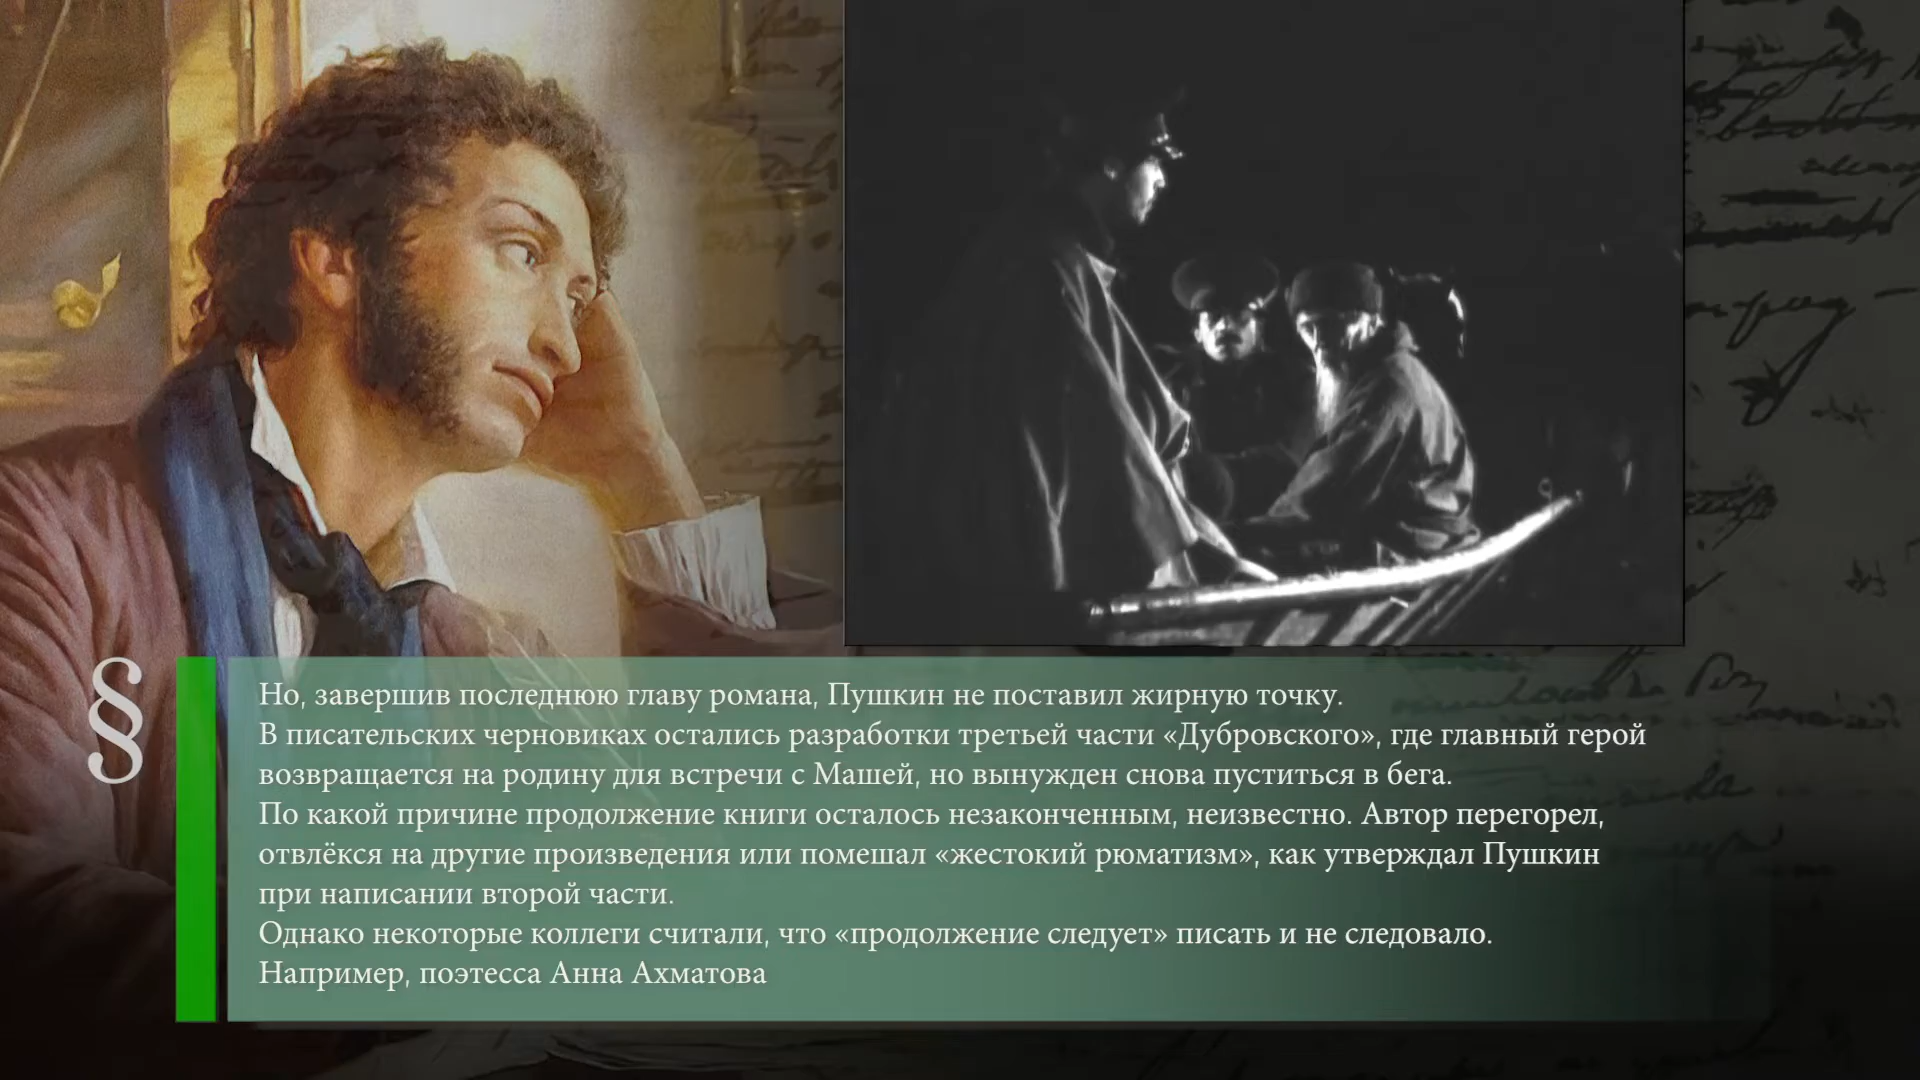 §
Но, завершив последнюю главу романа, Пушкин не поставил жирную точку.
В писательских черновиках остались разработки третьей части «Дубровского», где главный герой
возвращается на родину для встречи с Машей, но вынужден снова пуститься в бега.
По какой причине продолжение книги осталось незаконченным, неизвестно. Автор перегорел,
отвлёкся на другие произведения или помешал «жестокий рюматизм», как утверждал Пушкин
при написании второй части.
Однако некоторые коллеги считали, что «продолжение следует» писать и не следовало.
Например, поэтесса Анна Ахматова